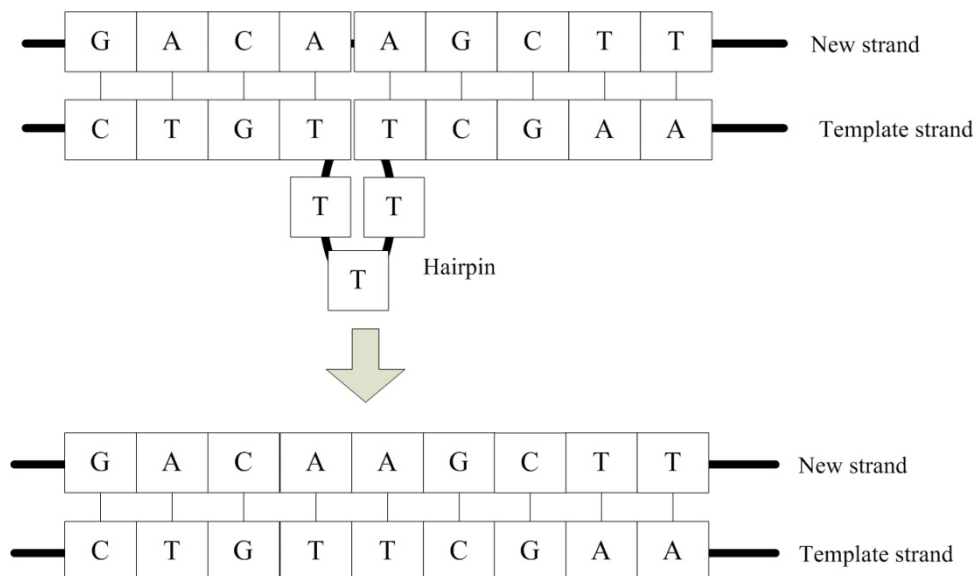 G A C A A G C T T New strand
C T G T T C G A A Template strand
T T
T Hairpin
G A C A A G C T T New strand
C T G T T C G A A Template strand